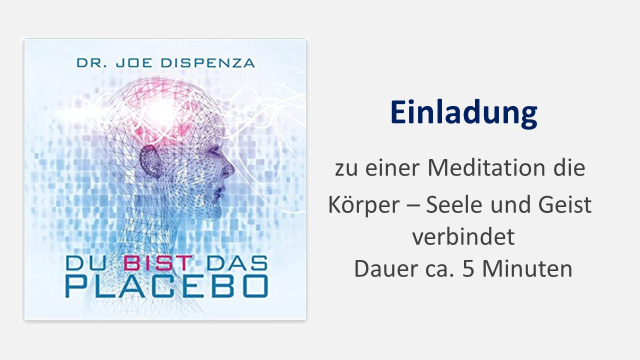 DR. JOE DISPENZA
DU BIST DAS
PLACEBO
Einladung
zu einer Meditation die
Körper – Seele und Geist
verbindet
Dauer ca. 5 Minuten